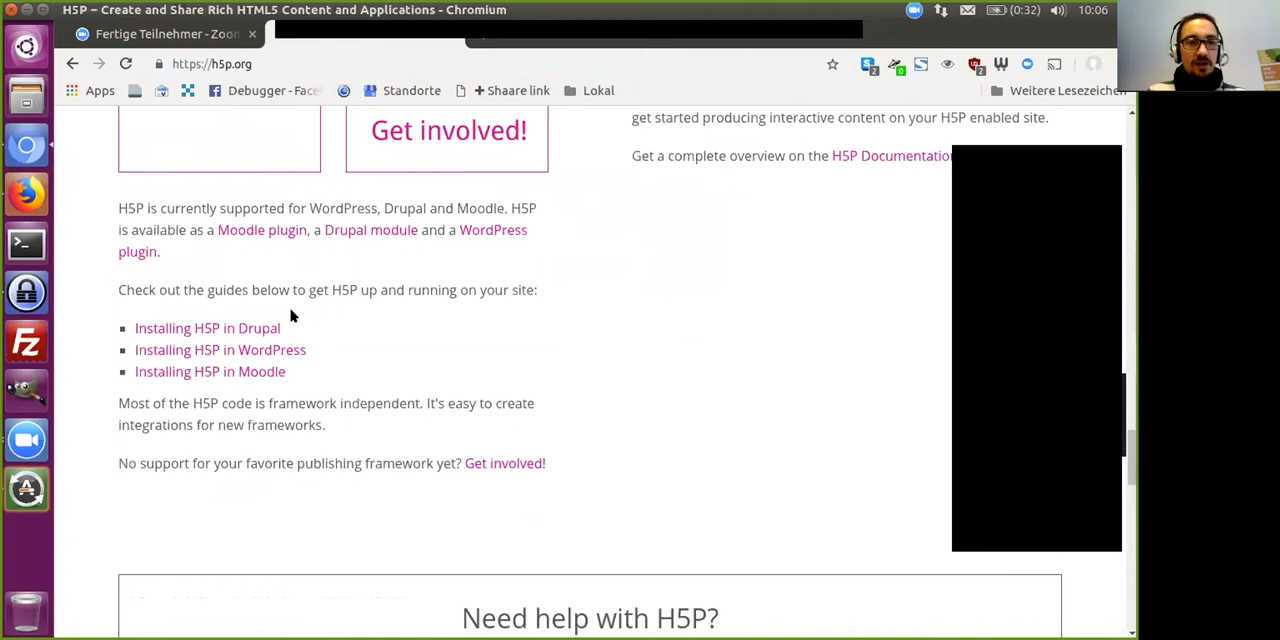 H5P – Create and Share Rich HTML5 Content and Applications - Chromium
(0:32)
10:06
Fertige Teilnehmer - Zoo
https://h5p.org
2
0
2
Apps
Debugger - Fac
Standorte
Shaare link
Lokal
Weitere Lesezeichen
Get involved!
get started producing interactive content on your H5P enabled site.
Get a complete overview on the H5P Documentation
H5P is currently supported for WordPress, Drupal and Moodle. H5P
is available as a Moodle plugin, a Drupal module and a WordPress
plugin.
Check out the guides below to get H5P up and running on your site:
Installing H5P in Drupal
Installing H5P in WordPress
Installing H5P in Moodle
Most of the H5P code is framework independent. It's easy to create
integrations for new frameworks.
No support for your favorite publishing framework yet? Get involved!
Need help with H5P?